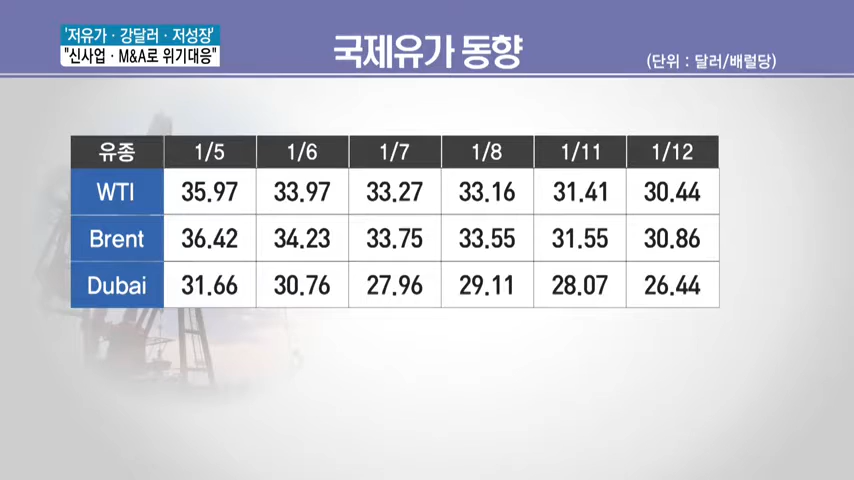 '저유가·강달러·저성장'
"신사업·M&A로 위기대응"
국제유가 동향
(단위 : 달러/배럴당)
유종 1/5 1/6 1/7 1/8 1/11 1/12
WTI 35.97 33.97 33.27 33.16 31.41 30.44
Brent 36.42 34.23 33.75 33.55 31.55 30.86
Dubai 31.66 30.76 27.96 29.11 28.07 26.44